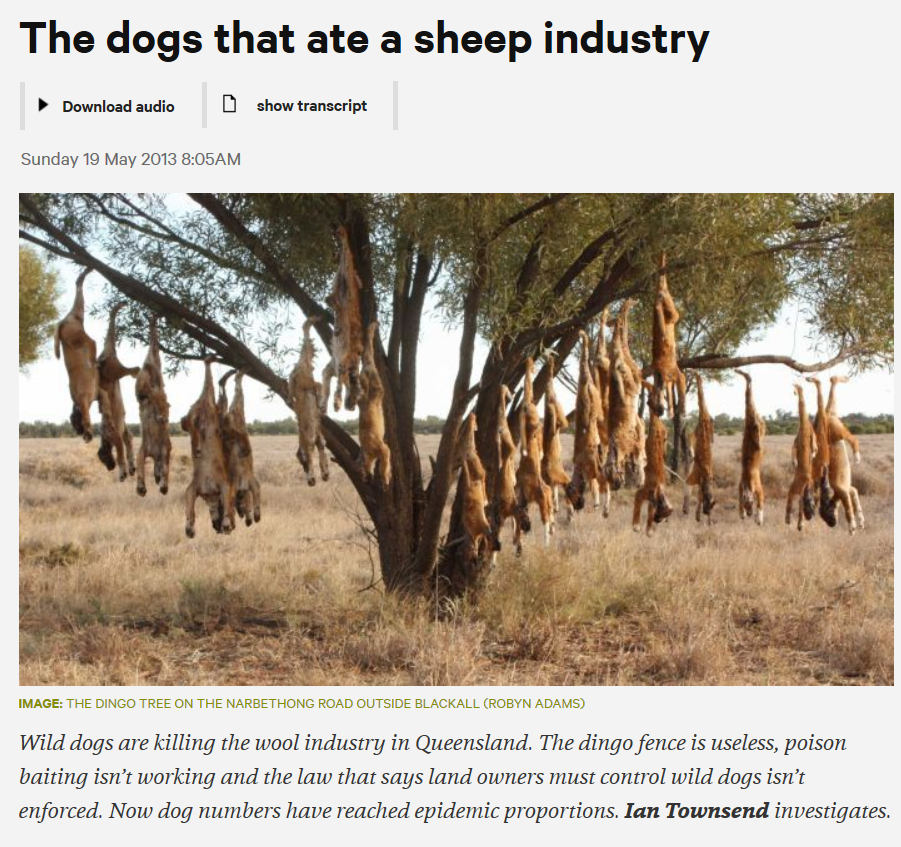 The dogs that ate a sheep industry
Download audio
show transcript
Sunday 19 May 2013 8:05AM
IMAGE: THE DINGO TREE ON THE NARBETHONG ROAD OUTSIDE BLACKALL (ROBYN ADAMS)
Wild dogs are killing the wool industry in Queensland. The dingo fence is useless, poison
baiting isn't working and the law that says land owners must control wild dogs isn't
enforced. Now dog numbers have reached epidemic proportions. Ian Townsend investigates.